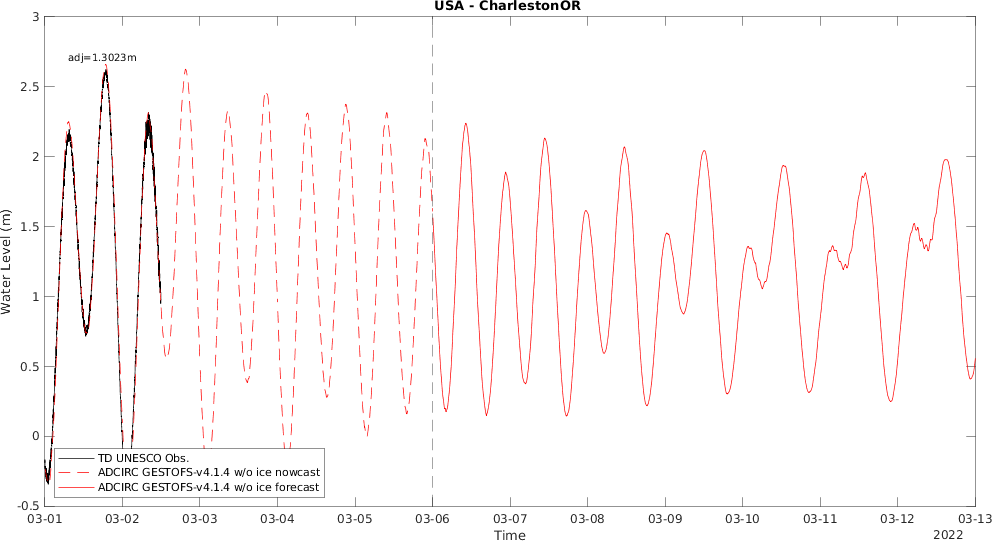 USA - CharlestonOR
3
adj=1.3023m
2.5
2
1.5
1
0.5
0
-0.5
Water Level (m)
TD UNESCO Obs.
ADCIRC GESTOFS-v4.1.4 w/o ice nowcast
ADCIRC GESTOFS-v4.1.4 w/o ice forecast
03-01 03-02 03-03 03-04 03-05 03-06 03-07 03-08 03-09 03-10 03-11 03-12 03-13
Time
2022